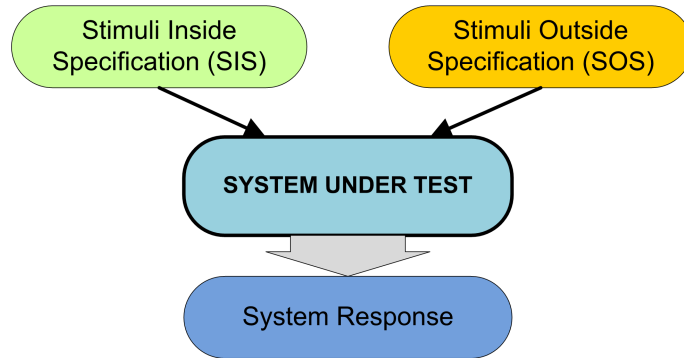 Stimuli Inside
Specification (SIS)
Stimuli Outside
Specification (SOS)
SYSTEM UNDER TEST
System Response